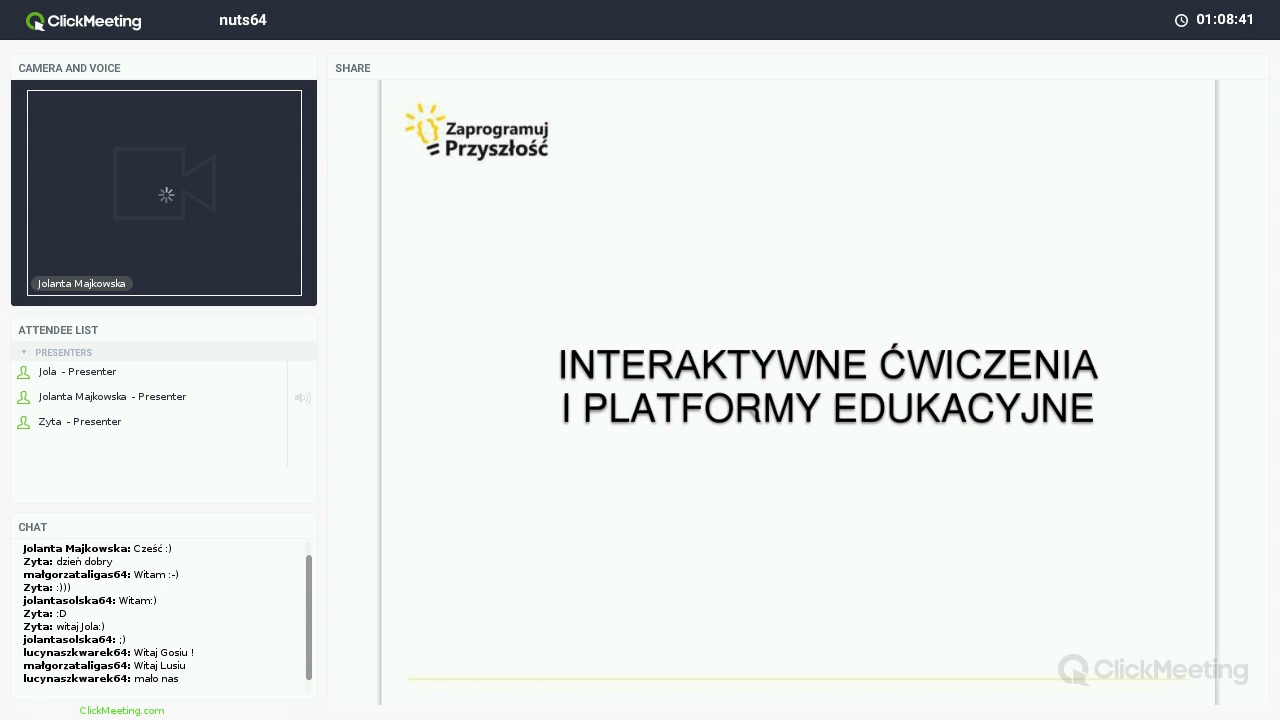 ClickMeeting
nuts64
01:08:41
CAMERA AND VOICE
Jolanta Majkowska
ATTENDEE LIST
PRESENTERS
Jola - Presenter
Jolanta Majkowska - Presenter
Zyta - Presenter
CHAT
Jolanta Majkowska: Cześć :)
Zyta: dzień dobry
małgorzataligas64: Witam :-)
Zyta: :)))
jolantasolska64: Witam:)
Zyta: :D
Zyta: witaj Jola:)
jolantasolska64: ;)
lucynaszkwarek64: Witaj Gosiu !
małgorzataligas64: Witaj Lusiu
lucynaszkwarek64: mało nas
ClickMeeting.com
SHARE
Zaprogramuj
Przyszłość
INTERAKTYWNE ĆWICZENIA
I PLATFORMY EDUKACYJNE
ClickMeeting